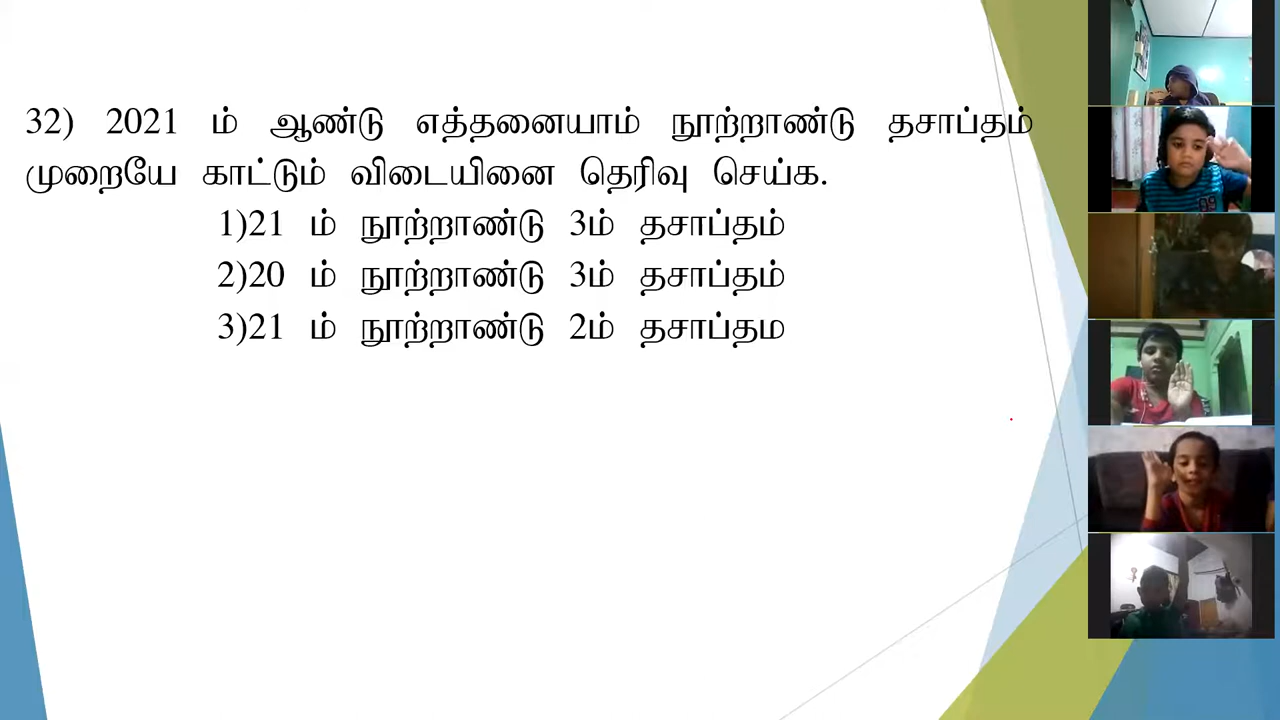 32) 2021 ம் ஆண்டு எத்தனையாம் நூற்றாண்டு தசாப்தம்
முறையே காட்டும் விடையினை தெரிவு செய்க.
1)21 ம் நூற்றாண்டு 3ம் தசாப்தம்
2)20 ம் நூற்றாண்டு 3ம் தசாப்தம்
3)21 ம் நூற்றாண்டு 2ம் தசாப்தம